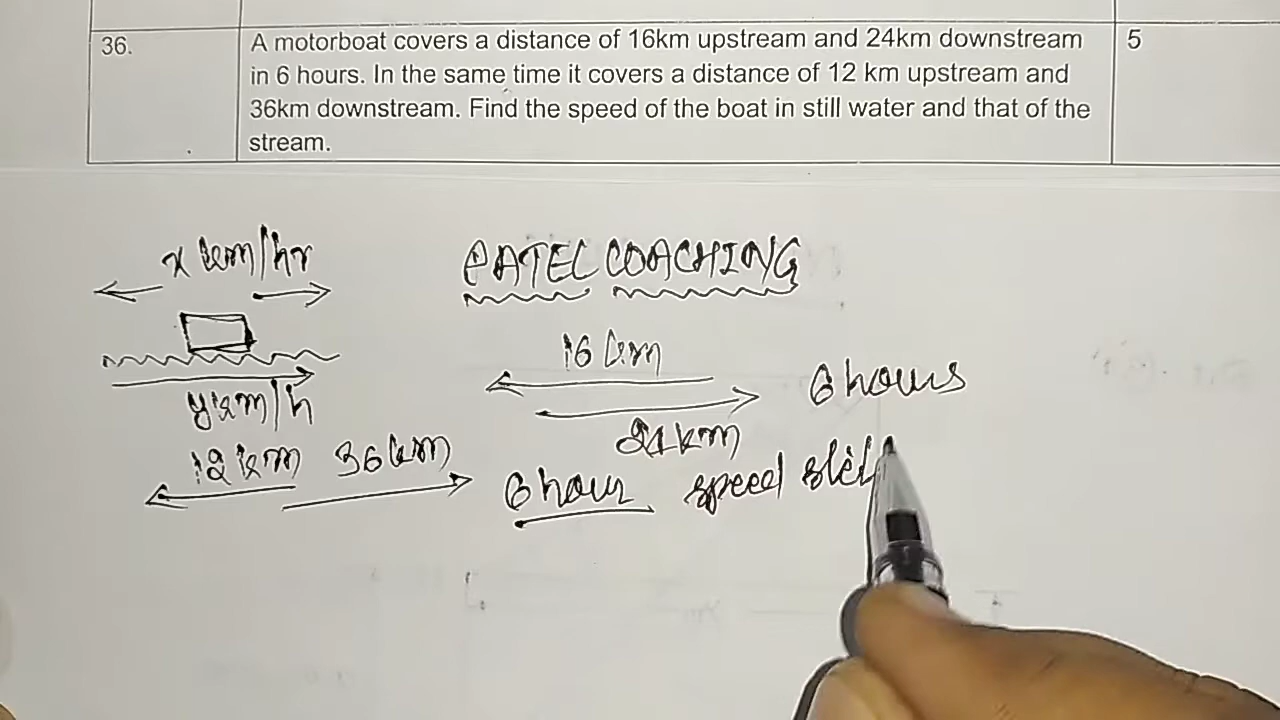 36.
A motorboat covers a distance of 16km upstream and 24km downstream
5
in 6 hours. In the same time it covers a distance of 12 km upstream and
36km downstream. Find the speed of the boat in still water and that of the
stream.
x km/hr
PATEL COACHING
16 km
6 hours
y km/h
24 km
12 km 36 km
6 hour speed